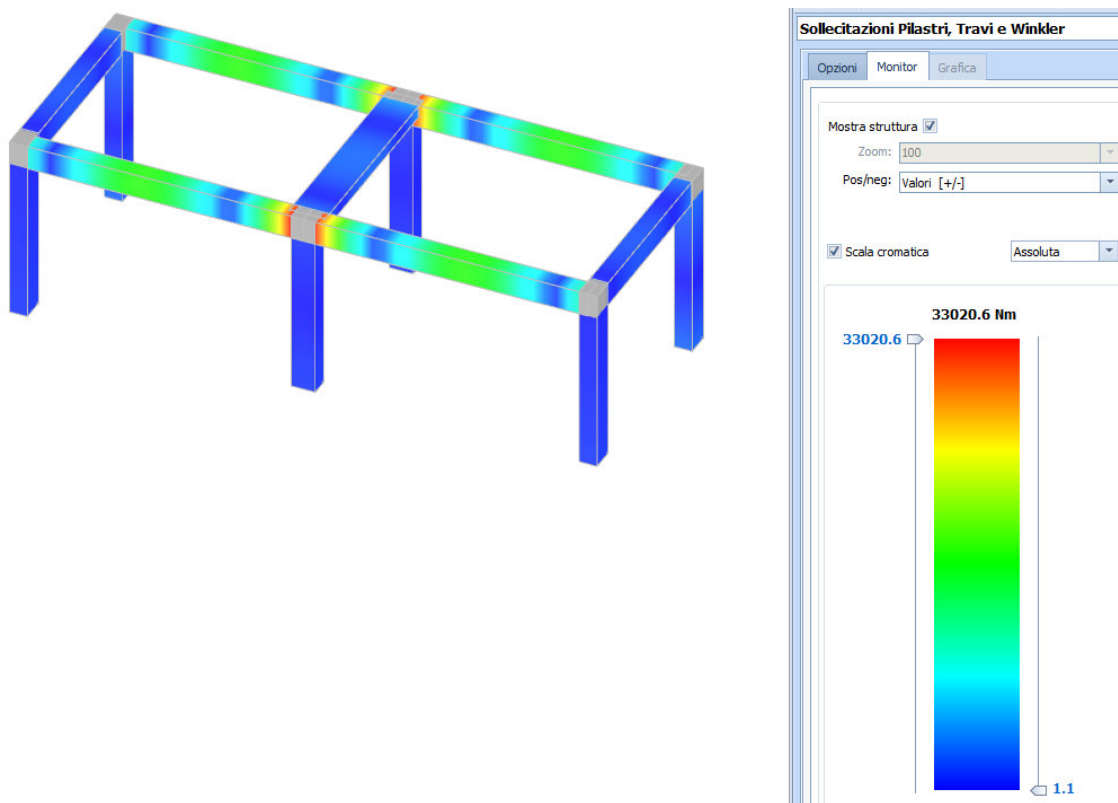 Sollecitazioni Pilastri, Travi e Winkler
Opzioni Monitor Grafica
Mostra struttura
Zoom: 100
Pos/neg: Valori [+/-]
Scala cromatica Assoluta
33020.6 Nm
33020.6
1.1